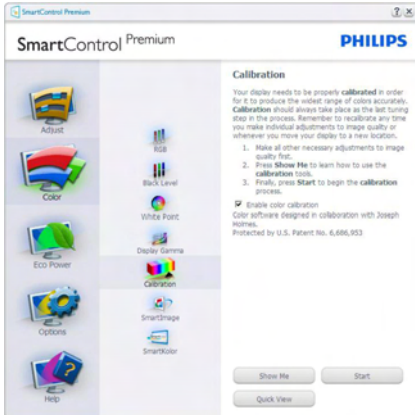 SmartControl Premium
SmartControl Premium
PHILIPS
Adjust
Color
Eco Power
Options
Help
RGB
Black Level
White Point
Display Gamma
Calibration
SmartImage
SmartKolor
Calibration
Your display needs to be properly calibrated in order
for it to produce the widest range of colors accurately.
Calibration should always take place as the last tuning
step in the process. Remember to recalibrate any time
you make individual adjustments to image quality or
whenever you move your display to a new location.
1. Make all other necessary adjustments to image
quality first.
2. Press Show Me to learn how to use the
calibration tools.
3. Finally, press Start to begin the calibration
process.
Enable color calibration
Color software designed in collaboration with Joseph
Holmes.
Protected by U.S. Patent No. 6,686,953
Show Me
Start
Quick View